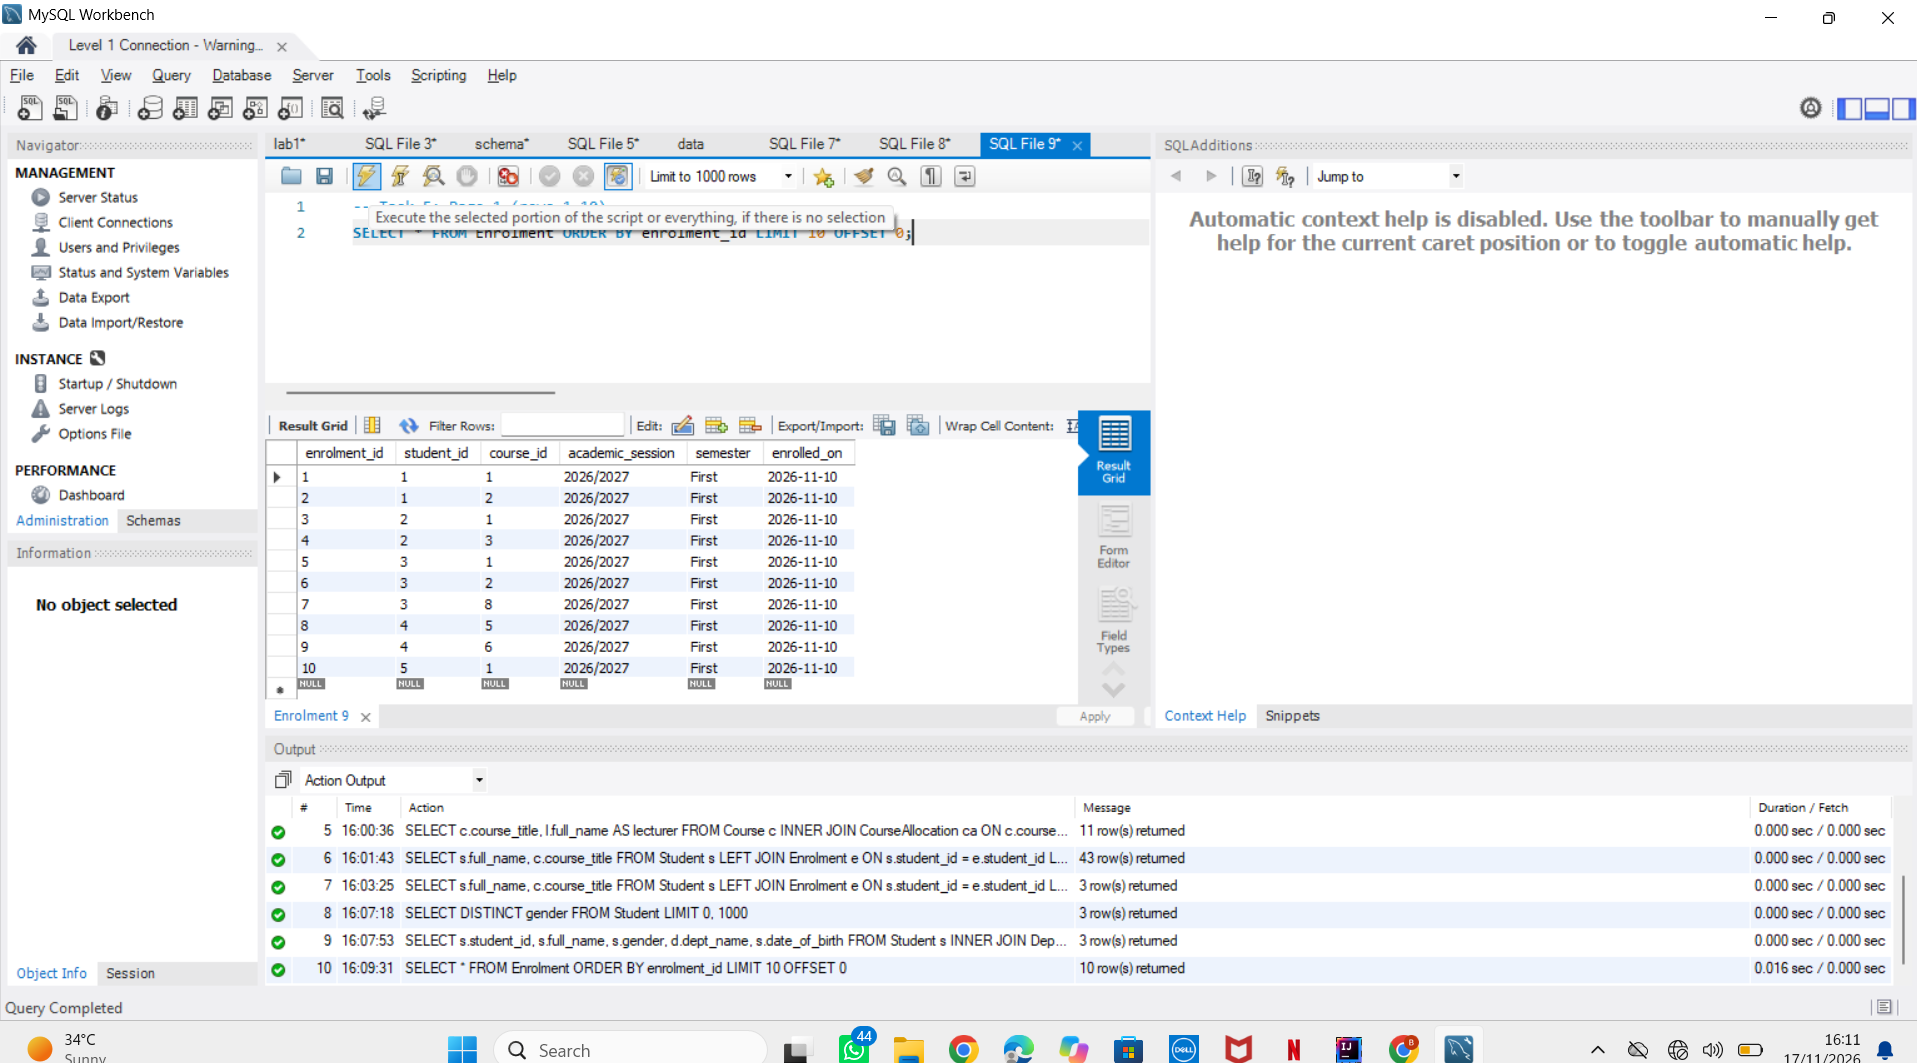 MySQL Workbench
Level 1 Connection - Warning...
File Edit View Query Database Server Tools Scripting Help
Navigator
MANAGEMENT
Server Status
Client Connections
Users and Privileges
Status and System Variables
Data Export
Data Import/Restore
INSTANCE
Startup / Shutdown
Server Logs
Options File
PERFORMANCE
Dashboard
Administration Schemas
Information
No object selected
Object Info Session
lab1* SQL File 3* schema* SQL File 5* data SQL File 7* SQL File 8* SQL File 9*
Limit to 1000 rows
1
Execute the selected portion of the script or everything, if there is no selection
2 SELECT * FROM Enrolment ORDER BY enrolment_id LIMIT 10 OFFSET 0;
Result Grid Filter Rows: Edit: Export/Import: Wrap Cell Content:
enrolment_id student_id course_id academic_session semester enrolled_on
1 1 1 2026/2027 First 2026-11-10
2 1 2 2026/2027 First 2026-11-10
3 2 1 2026/2027 First 2026-11-10
4 2 3 2026/2027 First 2026-11-10
5 3 1 2026/2027 First 2026-11-10
6 3 2 2026/2027 First 2026-11-10
7 3 8 2026/2027 First 2026-11-10
8 4 5 2026/2027 First 2026-11-10
9 4 6 2026/2027 First 2026-11-10
10 5 1 2026/2027 First 2026-11-10
NULL NULL NULL NULL NULL NULL
Result
Grid
Form
Editor
Field
Types
Enrolment 9 Apply
SQLAdditions
Jump to
Automatic context help is disabled. Use the toolbar to manually get
help for the current caret position or to toggle automatic help.
Context Help Snippets
Output
Action Output
# Time Action Message Duration / Fetch
5 16:00:36 SELECT c.course_title, l.full_name AS lecturer FROM Course c INNER JOIN CourseAllocation ca ON c.course... 11 row(s) returned 0.000 sec / 0.000 sec
6 16:01:43 SELECT s.full_name, c.course_title FROM Student s LEFT JOIN Enrolment e ON s.student_id = e.student_id L... 43 row(s) returned 0.000 sec / 0.000 sec
7 16:03:25 SELECT s.full_name, c.course_title FROM Student s LEFT JOIN Enrolment e ON s.student_id = e.student_id L... 3 row(s) returned 0.000 sec / 0.000 sec
8 16:07:18 SELECT DISTINCT gender FROM Student LIMIT 0, 1000 3 row(s) returned 0.000 sec / 0.000 sec
9 16:07:53 SELECT s.student_id, s.full_name, s.gender, d.dept_name, s.date_of_birth FROM Student s INNER JOIN Dep... 3 row(s) returned 0.000 sec / 0.000 sec
10 16:09:31 SELECT * FROM Enrolment ORDER BY enrolment_id LIMIT 10 OFFSET 0 10 row(s) returned 0.016 sec / 0.000 sec
Query Completed
34°C
Sunny
Search
44
DELL
N
IJ
B
16:11
17/11/2026